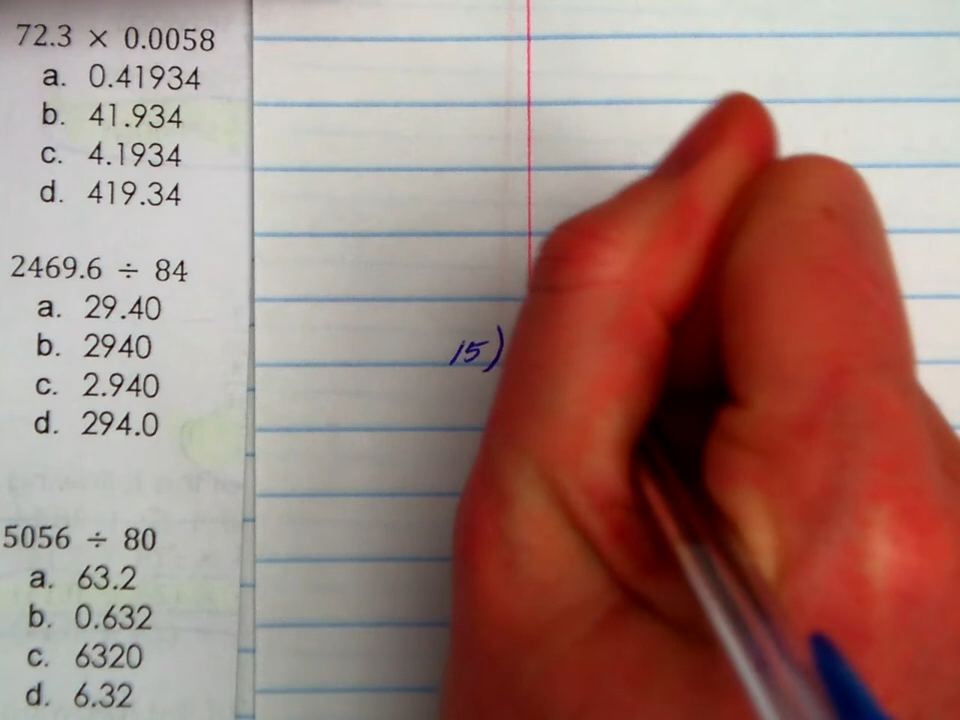 72.3 × 0.0058
a. 0.41934
b. 41.934
c. 4.1934
d. 419.34
2469.6 ÷ 84
a. 29.40
b. 2940
c. 2.940
d. 294.0
15)
5056 ÷ 80
a. 63.2
b. 0.632
c. 6320
d. 6.32